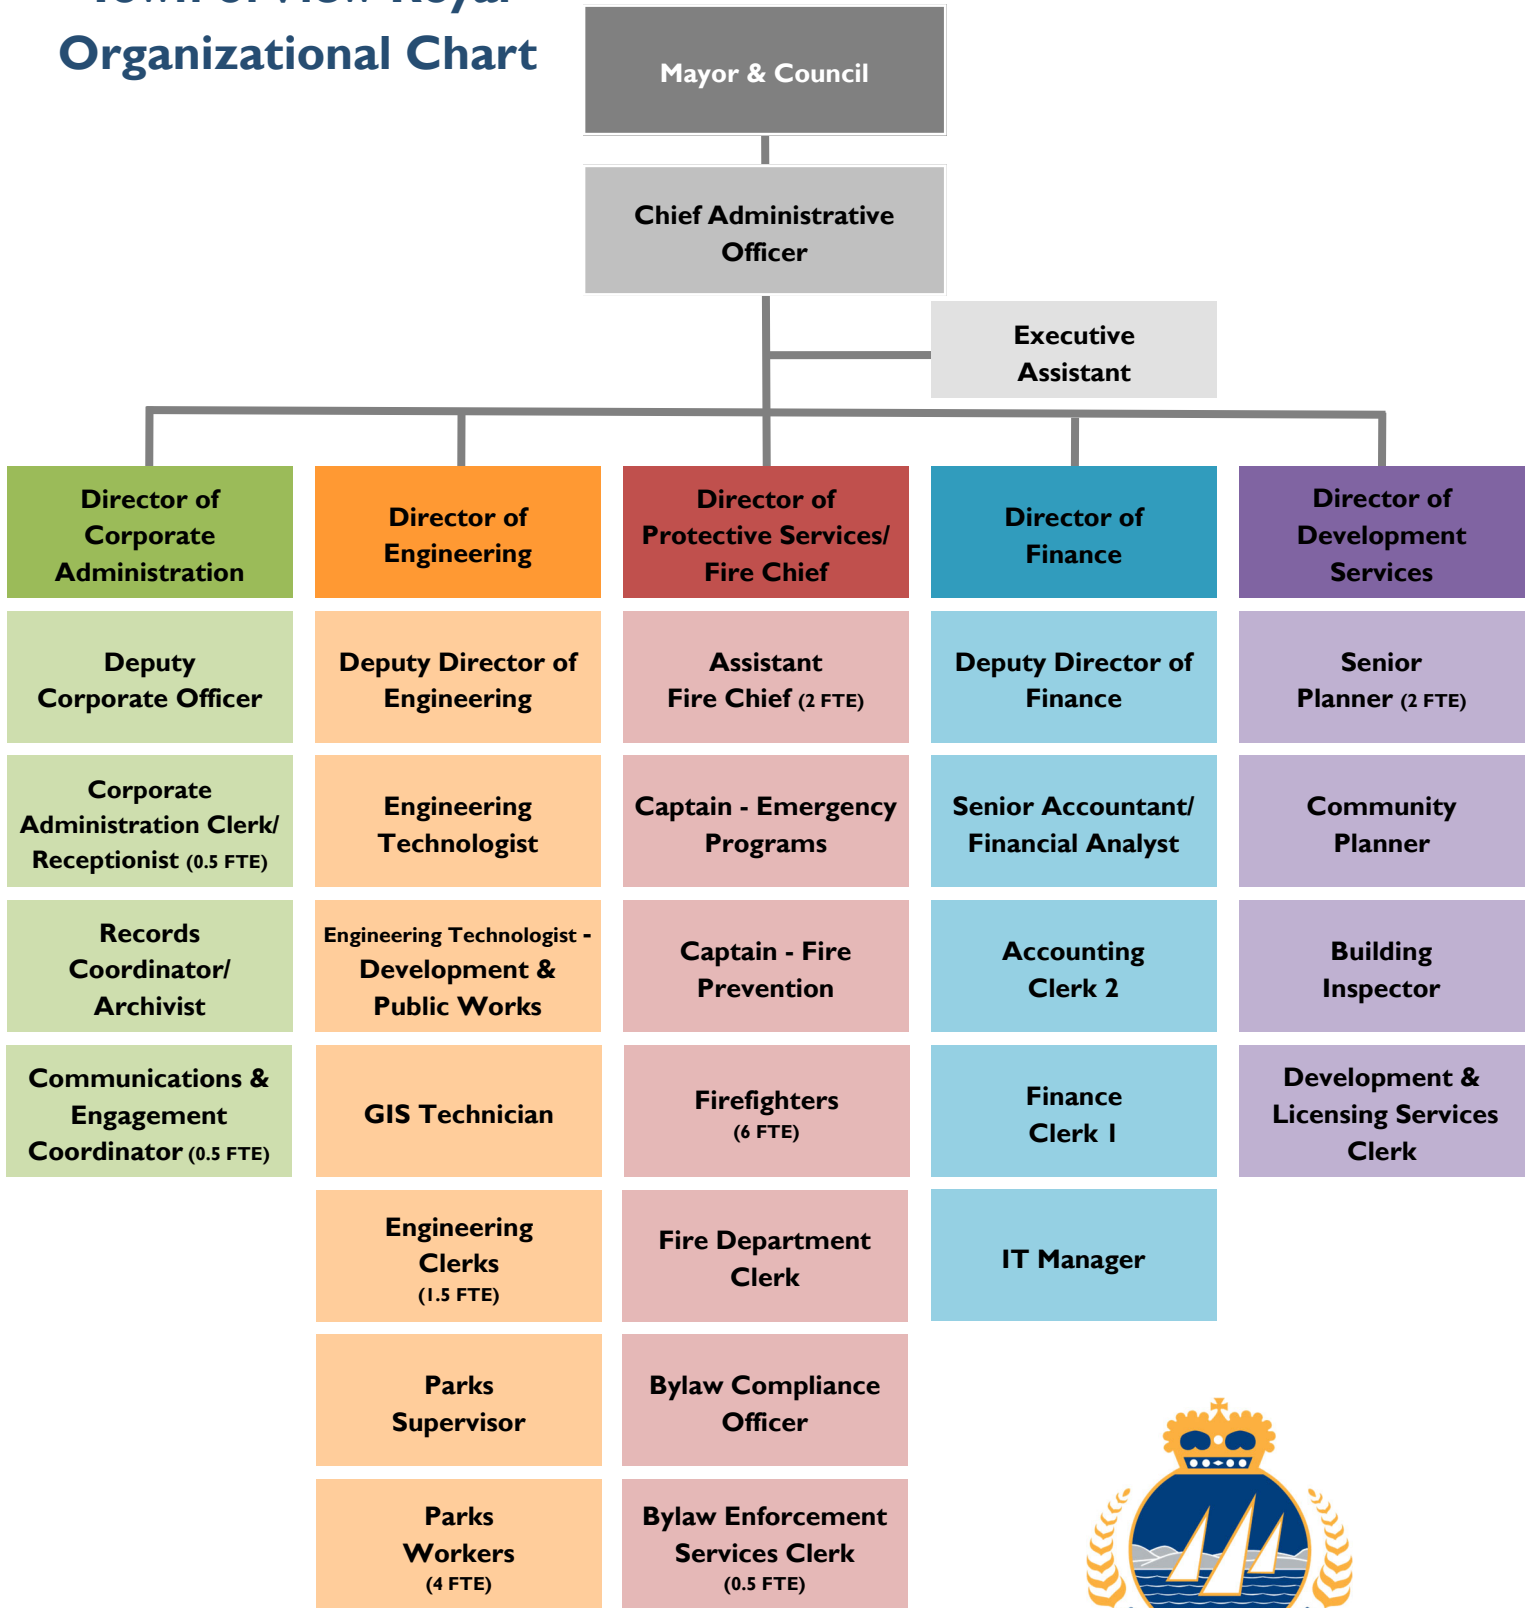 Town of View Royal
Organizational Chart
Mayor & Council
Chief Administrative
Officer
Executive
Assistant
Director of
Corporate
Administration
Deputy
Corporate Officer
Corporate
Administration Clerk/
Receptionist (0.5 FTE)
Records
Coordinator/
Archivist
Communications &
Engagement
Coordinator (0.5 FTE)
Director of
Engineering
Deputy Director of
Engineering
Engineering
Technologist
Engineering Technologist -
Development &
Public Works
GIS Technician
Engineering
Clerks
(1.5 FTE)
Parks
Supervisor
Parks
Workers
(4 FTE)
Director of
Protective Services/
Fire Chief
Assistant
Fire Chief (2 FTE)
Captain - Emergency
Programs
Captain - Fire
Prevention
Firefighters
(6 FTE)
Fire Department
Clerk
Bylaw Compliance
Officer
Bylaw Enforcement
Services Clerk
(0.5 FTE)
Director of
Finance
Deputy Director of
Finance
Senior Accountant/
Financial Analyst
Accounting
Clerk 2
Finance
Clerk 1
IT Manager
Director of
Development
Services
Senior
Planner (2 FTE)
Community
Planner
Building
Inspector
Development &
Licensing Services
Clerk